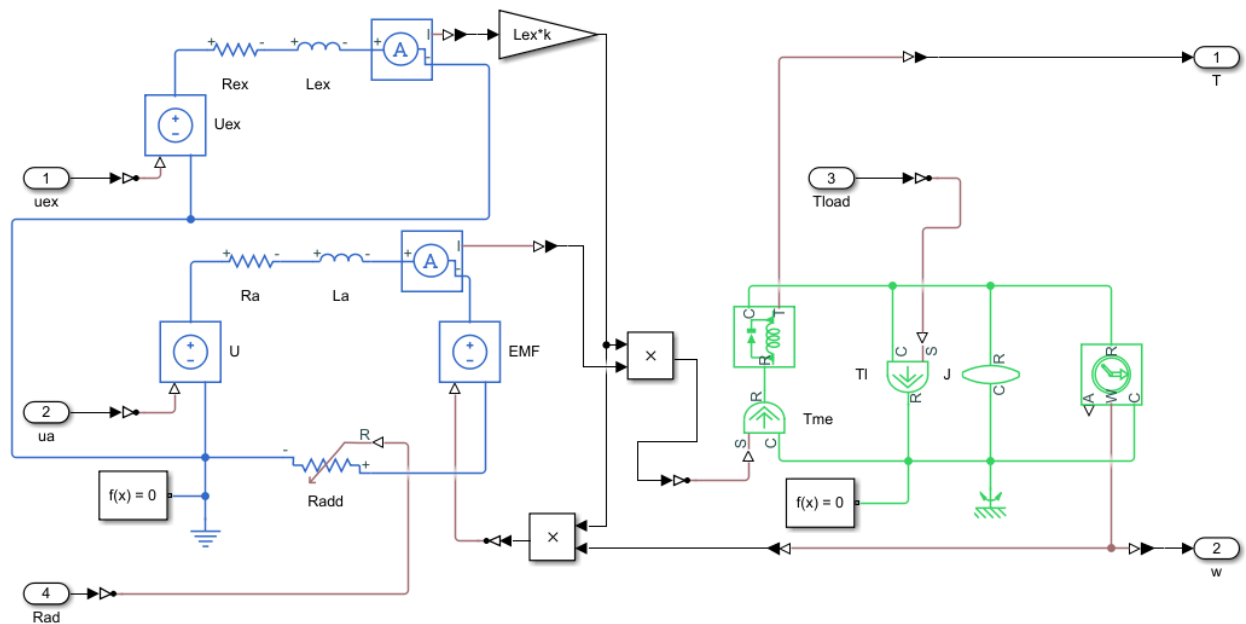 + -
+ -
+
A
I
-
Lex*k
Rex
Lex
+
-
Uex
1
uex
1
T
3
Tload
+ -
+ -
+
A
I
-
Ra
La
+
-
U
+
-
EMF
×
C
T
R
C
S
Tl
R
J
R
C
R
A
W
C
2
ua
R
Tme
S
C
-
R
+
Radd
f(x) = 0
f(x) = 0
×
2
w
4
Rad